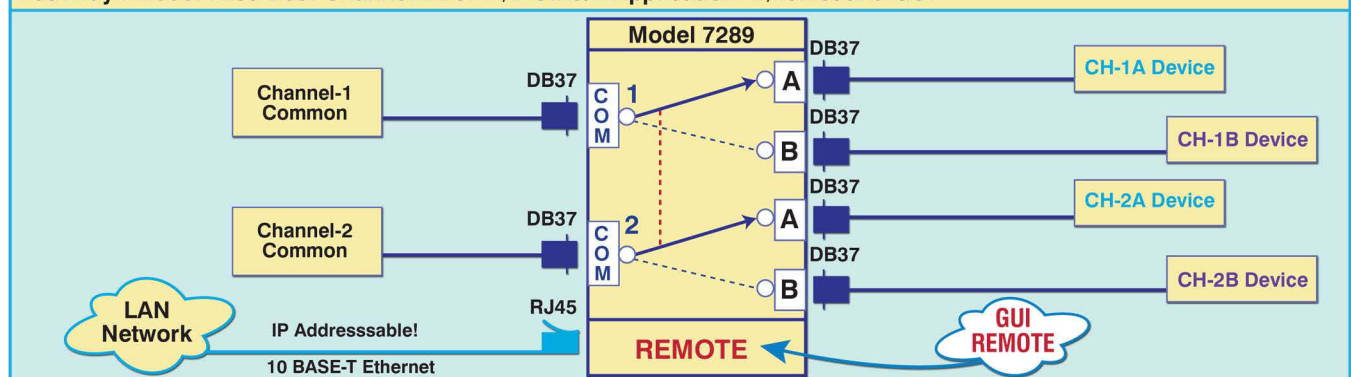 Model 7289
DB37
CH-1A Device
Channel-1
Common
DB37
C
O
M
1
A
DB37
CH-1B Device
B
DB37
CH-2A Device
Channel-2
Common
DB37
C
O
M
2
A
DB37
CH-2B Device
B
LAN
Network
RJ45
IP Addresssable!
10 BASE-T Ethernet
REMOTE
GUI
REMOTE